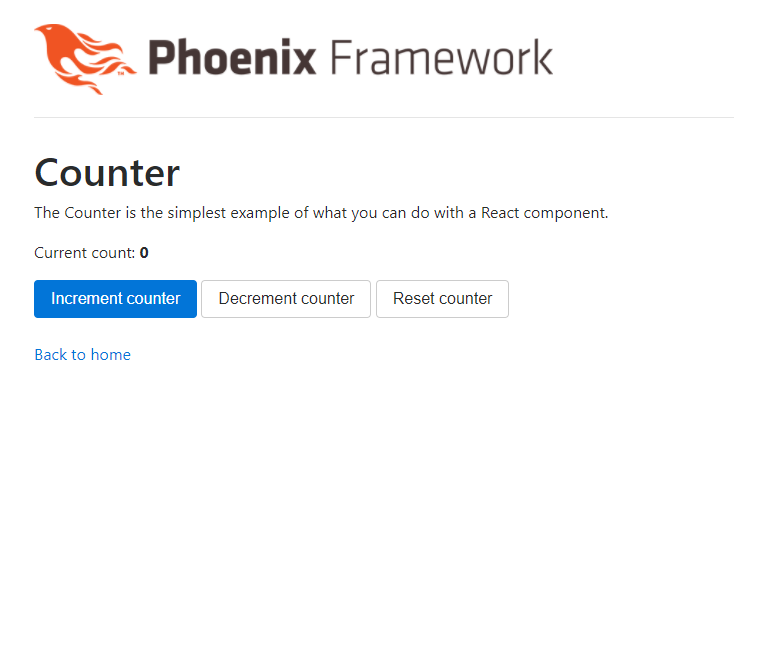 Phoenix Framework
TM
Counter
The Counter is the simplest example of what you can do with a React component.
Current count: 0
Increment counter Decrement counter Reset counter
Back to home